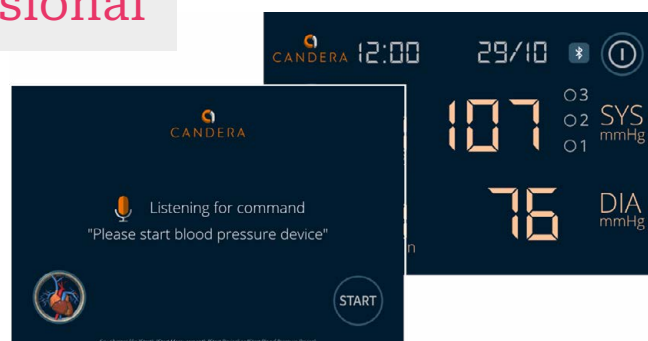 sional
CANDERA 12:00 29/10
107
3
2
1
SYS
mmHg
76
DIA
mmHg
n
CANDERA
Listening for command
"Please start blood pressure device"
START